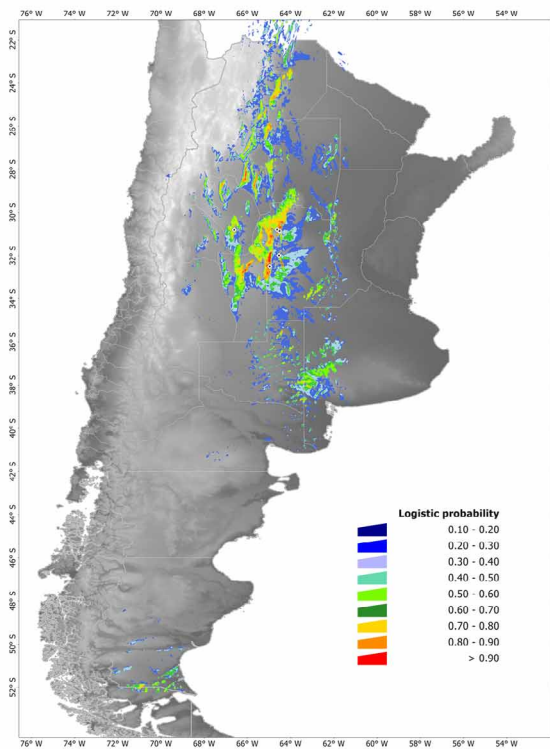 76° W 74° W 72° W 70° W 68° W 66° W 64° W 62° W 60° W 58° W 56° W 54° W
22° S
24° S
25° S
28° S
30° S
32° S
34° S
36° S
38° S
40° S
42° S
44° S
46° S
48° S
50° S
52° S
Logistic probability
0.10 - 0.20
0.20 - 0.30
0.30 - 0.40
0.40 - 0.50
0.50 - 0.60
0.60 - 0.70
0.70 - 0.80
0.80 - 0.90
> 0.90
76° W 74° W 72° W 70° W 68° W 66° W 64° W 62° W 60° W 58° W 56° W 54° W